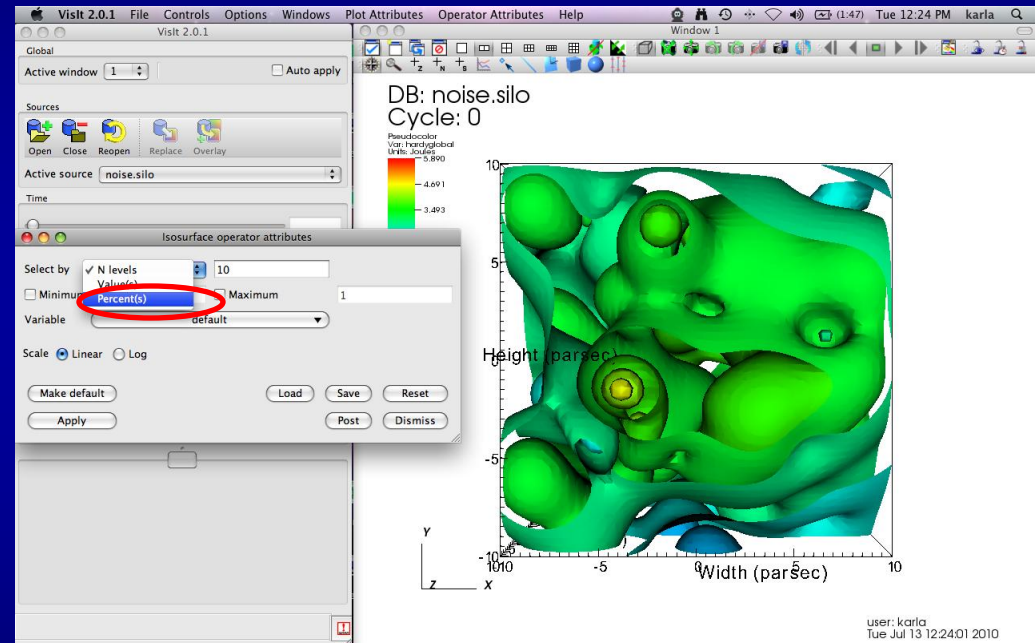 VisIt 2.0.1 File Controls Options Windows Plot Attributes Operator Attributes Help (1:47) Tue 12:24 PM karla
VisIt 2.0.1
Global
Active window 1 Auto apply
Sources
Open Close Reopen Replace Overlay
Active source noise.silo
Time
Isosurface operator attributes
Select by N levels 10
Value(s)
Percent(s)
Minimu Maximum 1
Variable default
Scale Linear Log
Make default Load Save Reset
Apply Post Dismiss
Window 1
DB: noise.silo
Cycle: 0
Pseudocolor
Var: hardyglobal
Units: Joules
5.890
4.691
3.493
10
5
Height (parsec)
0
-5
-10
-5
0
5
10
Width (parsec)
Y
Z X
user: karla
Tue Jul 13 12:24:01 2010